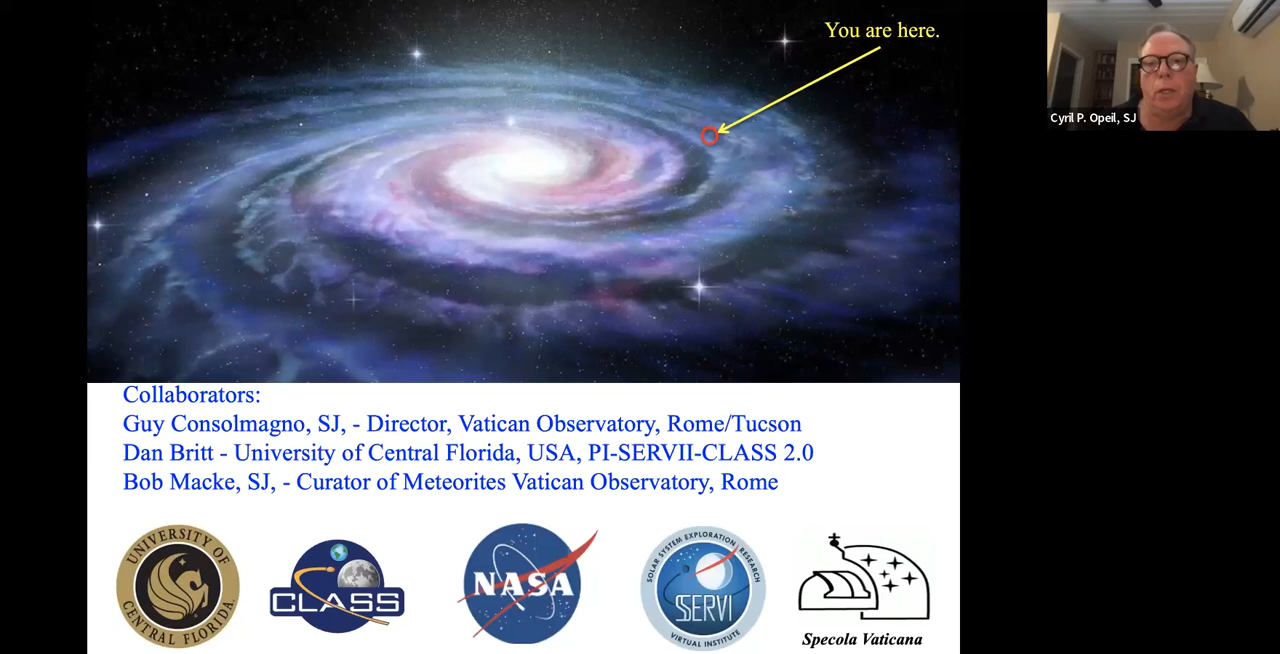 You are here.
Cyril P. Opeil, SJ
Collaborators:
Guy Consolmagno, SJ, - Director, Vatican Observatory, Rome/Tucson
Dan Britt - University of Central Florida, USA, PI-SERVII-CLASS 2.0
Bob Macke, SJ, - Curator of Meteorites Vatican Observatory, Rome
UNIVERSITY OF
CENTRAL FLORIDA
CLASS
NASA
SOLAR SYSTEM EXPLORATION RESEARCH
SSERVI
VIRTUAL INSTITUTE
Specola Vaticana